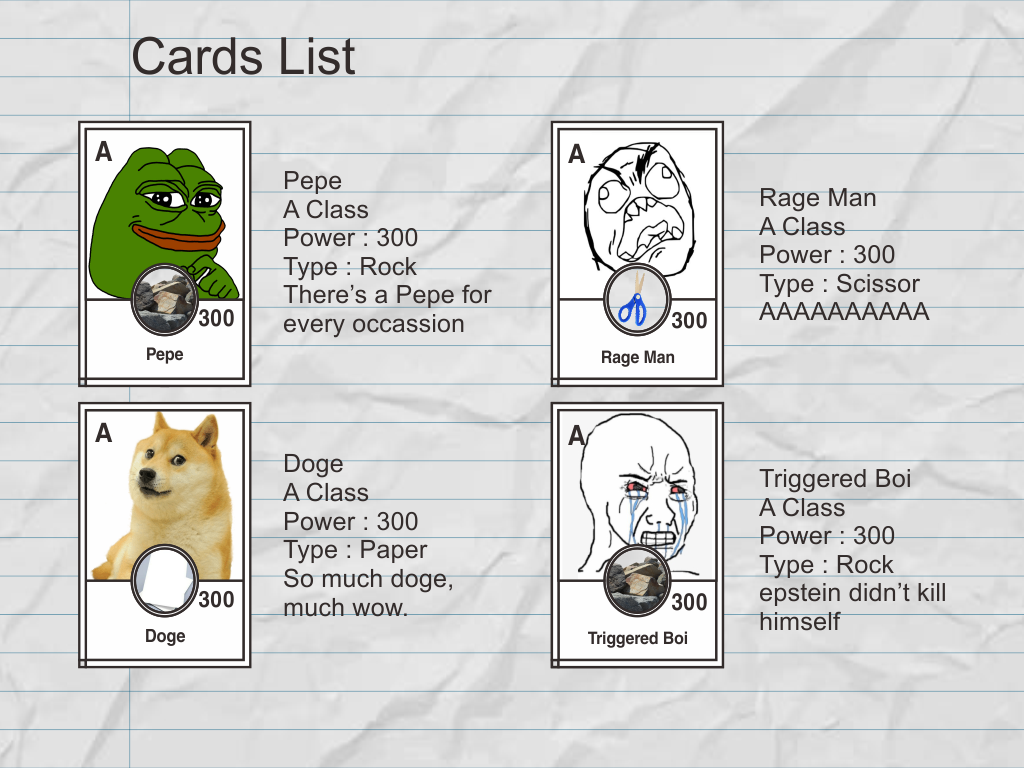 Cards List
A
300
Pepe
Pepe
A Class
Power : 300
Type : Rock
There's a Pepe for
every occassion
A
300
Rage Man
Rage Man
A Class
Power : 300
Type : Scissor
AAAAAAAAAA
A
300
Doge
Doge
A Class
Power : 300
Type : Paper
So much doge,
much wow.
A
300
Triggered Boi
Triggered Boi
A Class
Power : 300
Type : Rock
epstein didn't kill
himself